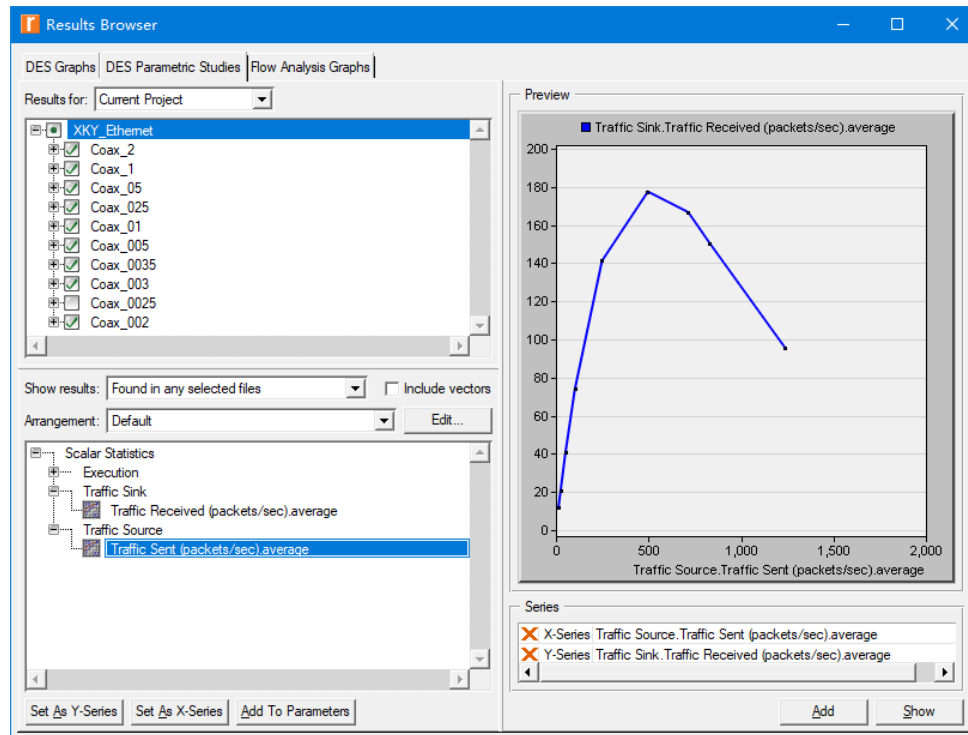 Results Browser
DES Graphs DES Parametric Studies Flow Analysis Graphs
Results for: Current Project
XKY_Ethernet
Coax_2
Coax_1
Coax_05
Coax_025
Coax_01
Coax_005
Coax_0035
Coax_003
Coax_0025
Coax_002
Show results: Found in any selected files Include vectors
Arrangement: Default Edit...
Scalar Statistics
Execution
Traffic Sink
Traffic Received (packets/sec).average
Traffic Source
Traffic Sent (packets/sec).average
Set As Y-Series Set As X-Series Add To Parameters
Preview
Traffic Sink.Traffic Received (packets/sec).average
200
180
160
140
120
100
80
60
40
20
0
0 500 1,000 1,500 2,000
Traffic Source.Traffic Sent (packets/sec).average
Series
X-Series Traffic Source.Traffic Sent (packets/sec).average
Y-Series Traffic Sink.Traffic Received (packets/sec).average
Add Show